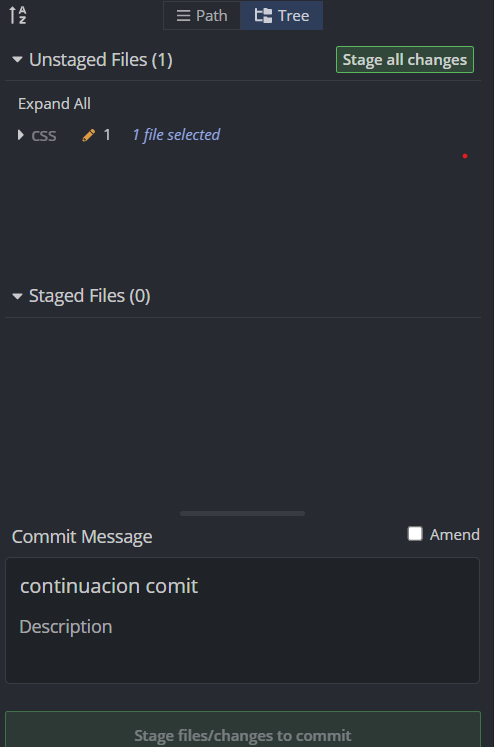 Path Tree
Unstaged Files (1) Stage all changes
Expand All
css 1 1 file selected
Staged Files (0)
Commit Message Amend
continuacion comit
Description
Stage files/changes to commit